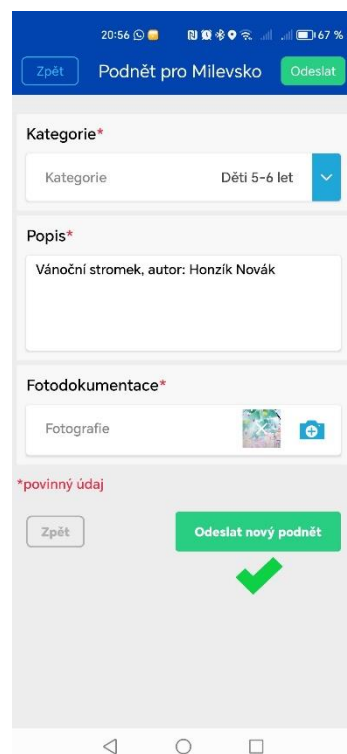 20:56 67 %
Zpět Podnět pro Milevsko Odeslat
Kategorie*
Kategorie Děti 5-6 let
Popis*
Vánoční stromek, autor: Honzík Novák
Fotodokumentace*
Fotografie
*povinný údaj
Zpět Odeslat nový podnět